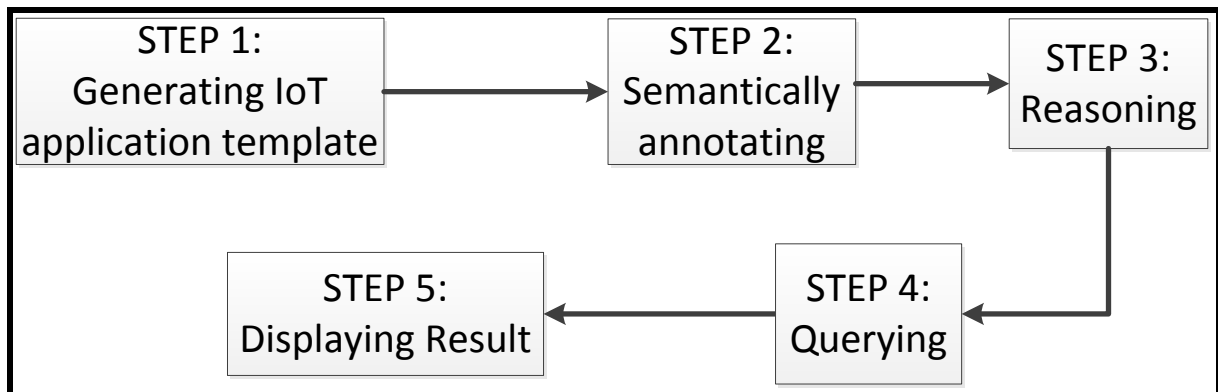 STEP 1:
Generating IoT
application template
STEP 2:
Semantically
annotating
STEP 3:
Reasoning
STEP 4:
Querying
STEP 5:
Displaying Result